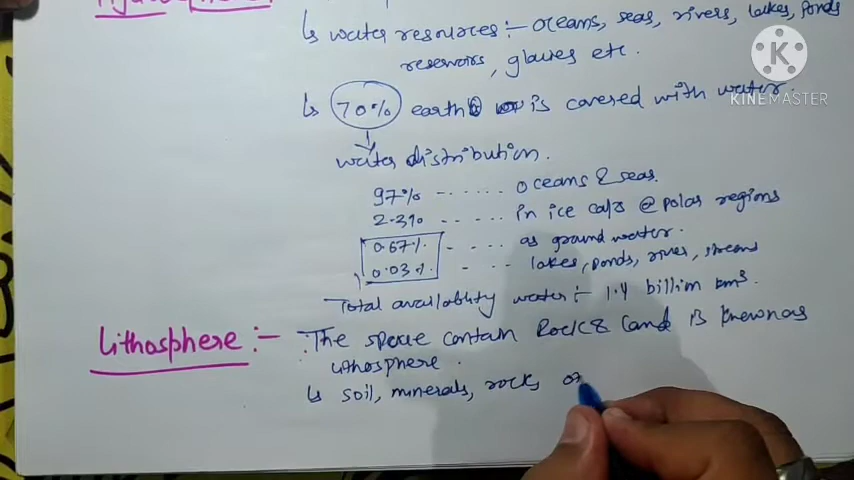 ↳ water resources :- oceans, seas, rivers, lakes, ponds
reservoirs, glaciers etc.
↳ 70% earth is covered with water.
water distribution.
97% ------ oceans & seas.
2.3% ------ in ice caps @ polar regions
0.67% ------ as ground water.
0.03% ------ lakes, ponds, river, streams
Total availability water :- 1.4 billion km³.
Lithosphere :- The space contain Rock & land is known as
Lithosphere.
↳ soil, minerals, rocks
K
KINEMASTER